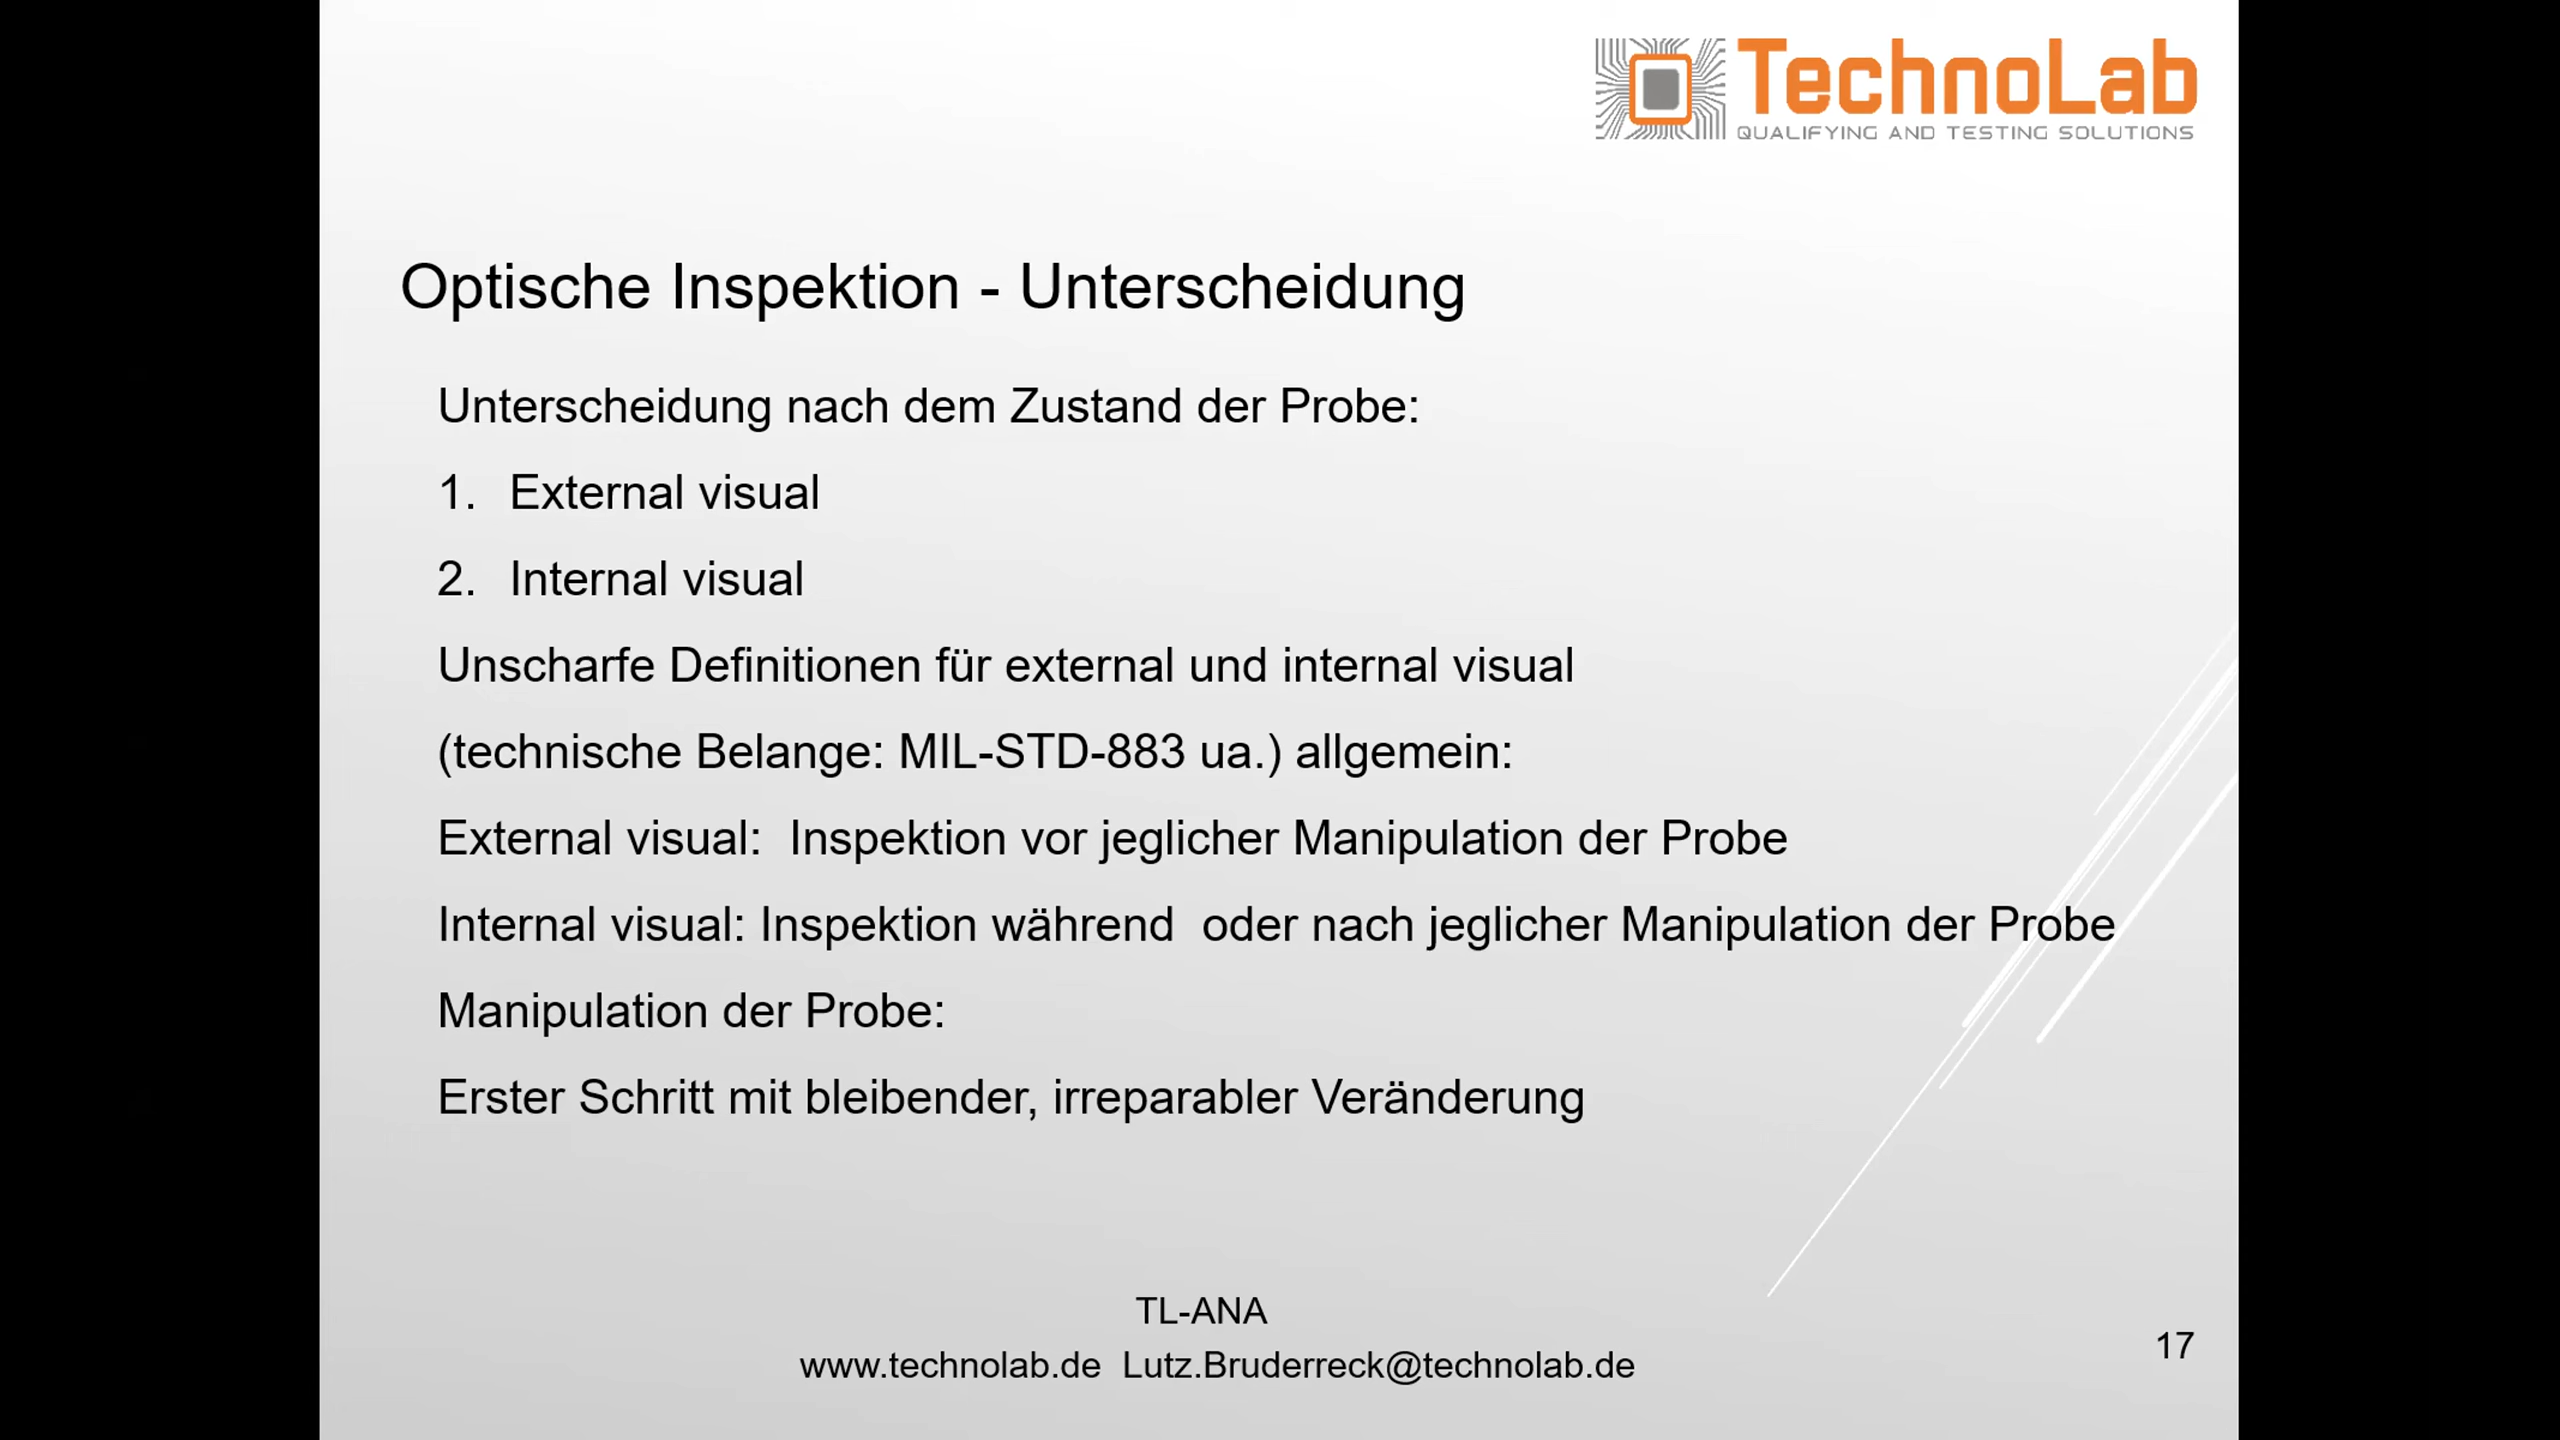 TechnoLab
QUALIFYING AND TESTING SOLUTIONS
Optische Inspektion - Unterscheidung
Unterscheidung nach dem Zustand der Probe:
1. External visual
2. Internal visual
Unscharfe Definitionen für external und internal visual
(technische Belange: MIL-STD-883 ua.) allgemein:
External visual: Inspektion vor jeglicher Manipulation der Probe
Internal visual: Inspektion während oder nach jeglicher Manipulation der Probe
Manipulation der Probe:
Erster Schritt mit bleibender, irreparabler Veränderung
TL-ANA
www.technolab.de Lutz.Bruderreck@technolab.de
17